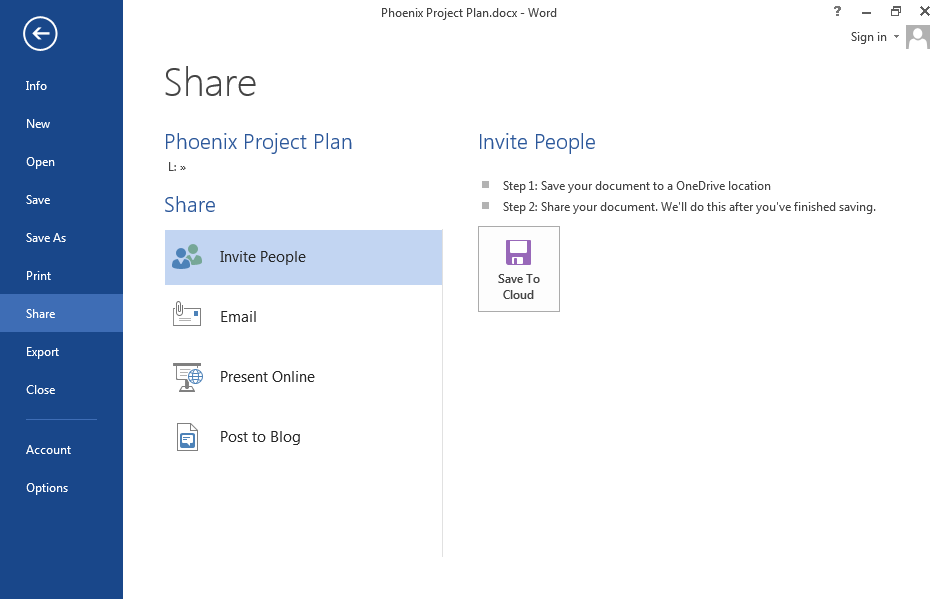 Phoenix Project Plan.docx - Word
?
Sign in
Info
New
Open
Save
Save As
Print
Share
Export
Close
Account
Options
Share
Phoenix Project Plan
L: »
Share
Invite People
Email
Present Online
Post to Blog
Invite People
Step 1: Save your document to a OneDrive location
Step 2: Share your document. We'll do this after you've finished saving.
Save To
Cloud